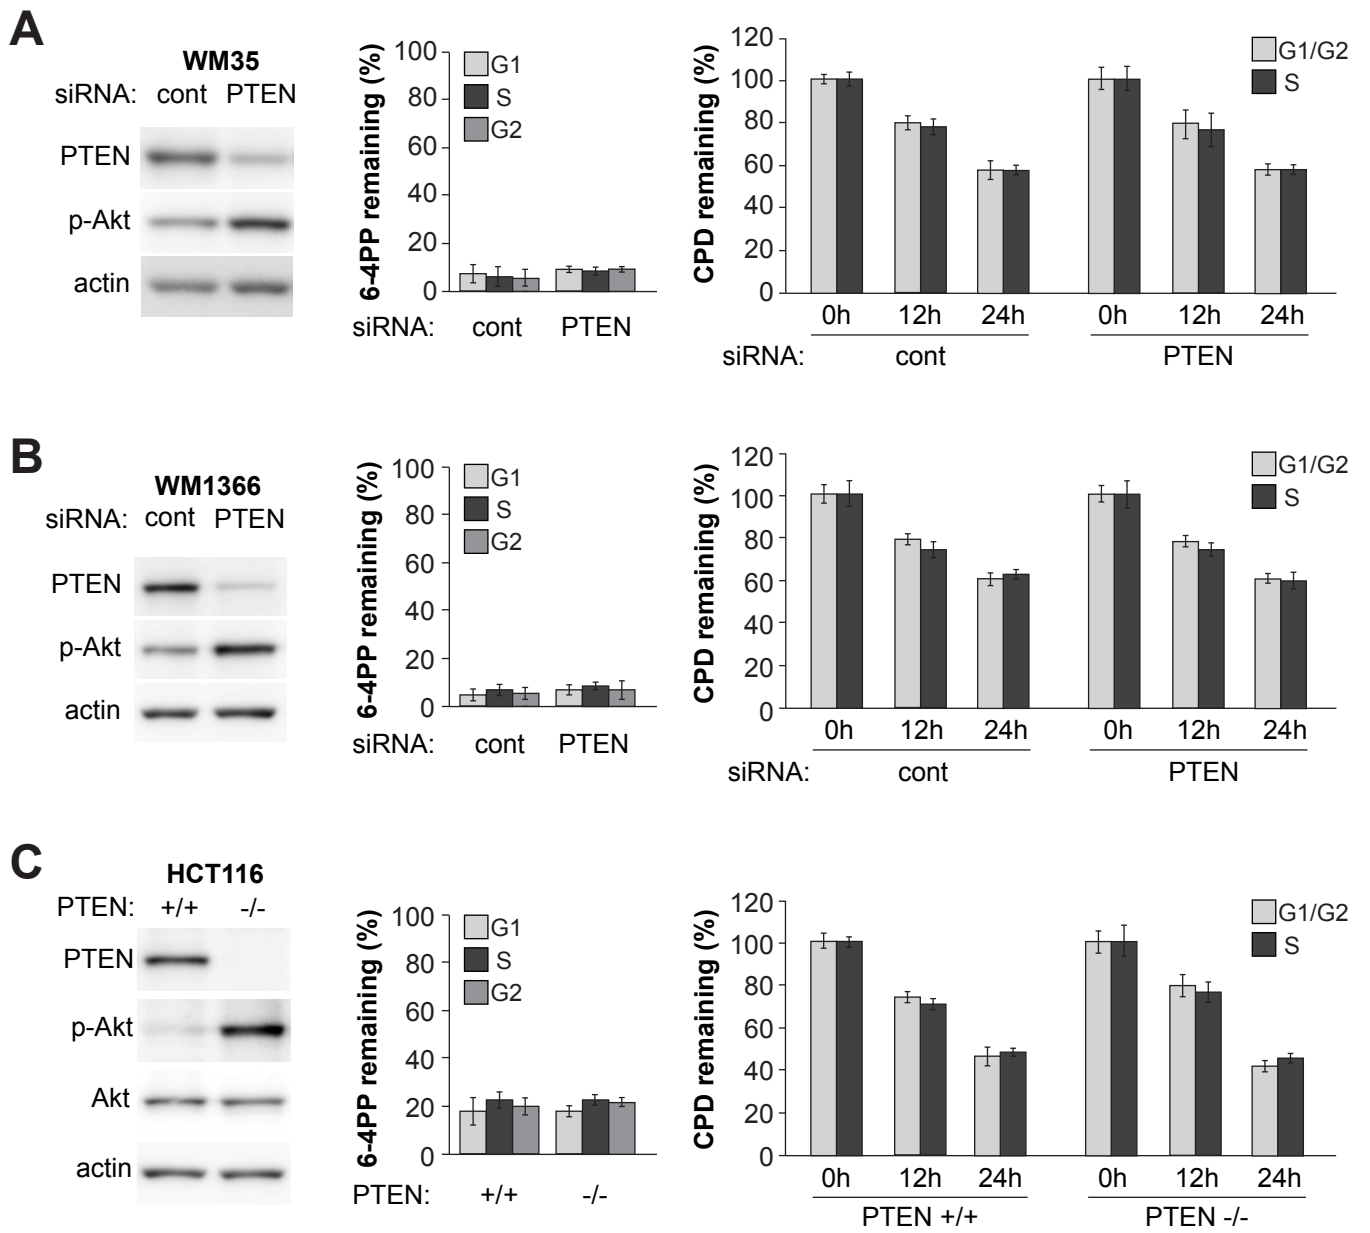 A
WM35
siRNA: cont PTEN
PTEN
p-Akt
actin
6-4PP remaining (%)
100
80
60
40
20
0
G1
S
G2
siRNA: cont PTEN
CPD remaining (%)
120
100
80
60
40
20
0
G1/G2
S
0h 12h 24h 0h 12h 24h
siRNA: cont PTEN
B
WM1366
siRNA: cont PTEN
PTEN
p-Akt
actin
6-4PP remaining (%)
100
80
60
40
20
0
G1
S
G2
siRNA: cont PTEN
CPD remaining (%)
120
100
80
60
40
20
0
G1/G2
S
0h 12h 24h 0h 12h 24h
siRNA: cont PTEN
C
HCT116
PTEN: +/+ -/-
PTEN
p-Akt
Akt
actin
6-4PP remaining (%)
100
80
60
40
20
0
G1
S
G2
PTEN: +/+ -/-
CPD remaining (%)
120
100
80
60
40
20
0
G1/G2
S
0h 12h 24h 0h 12h 24h
PTEN +/+ PTEN -/-